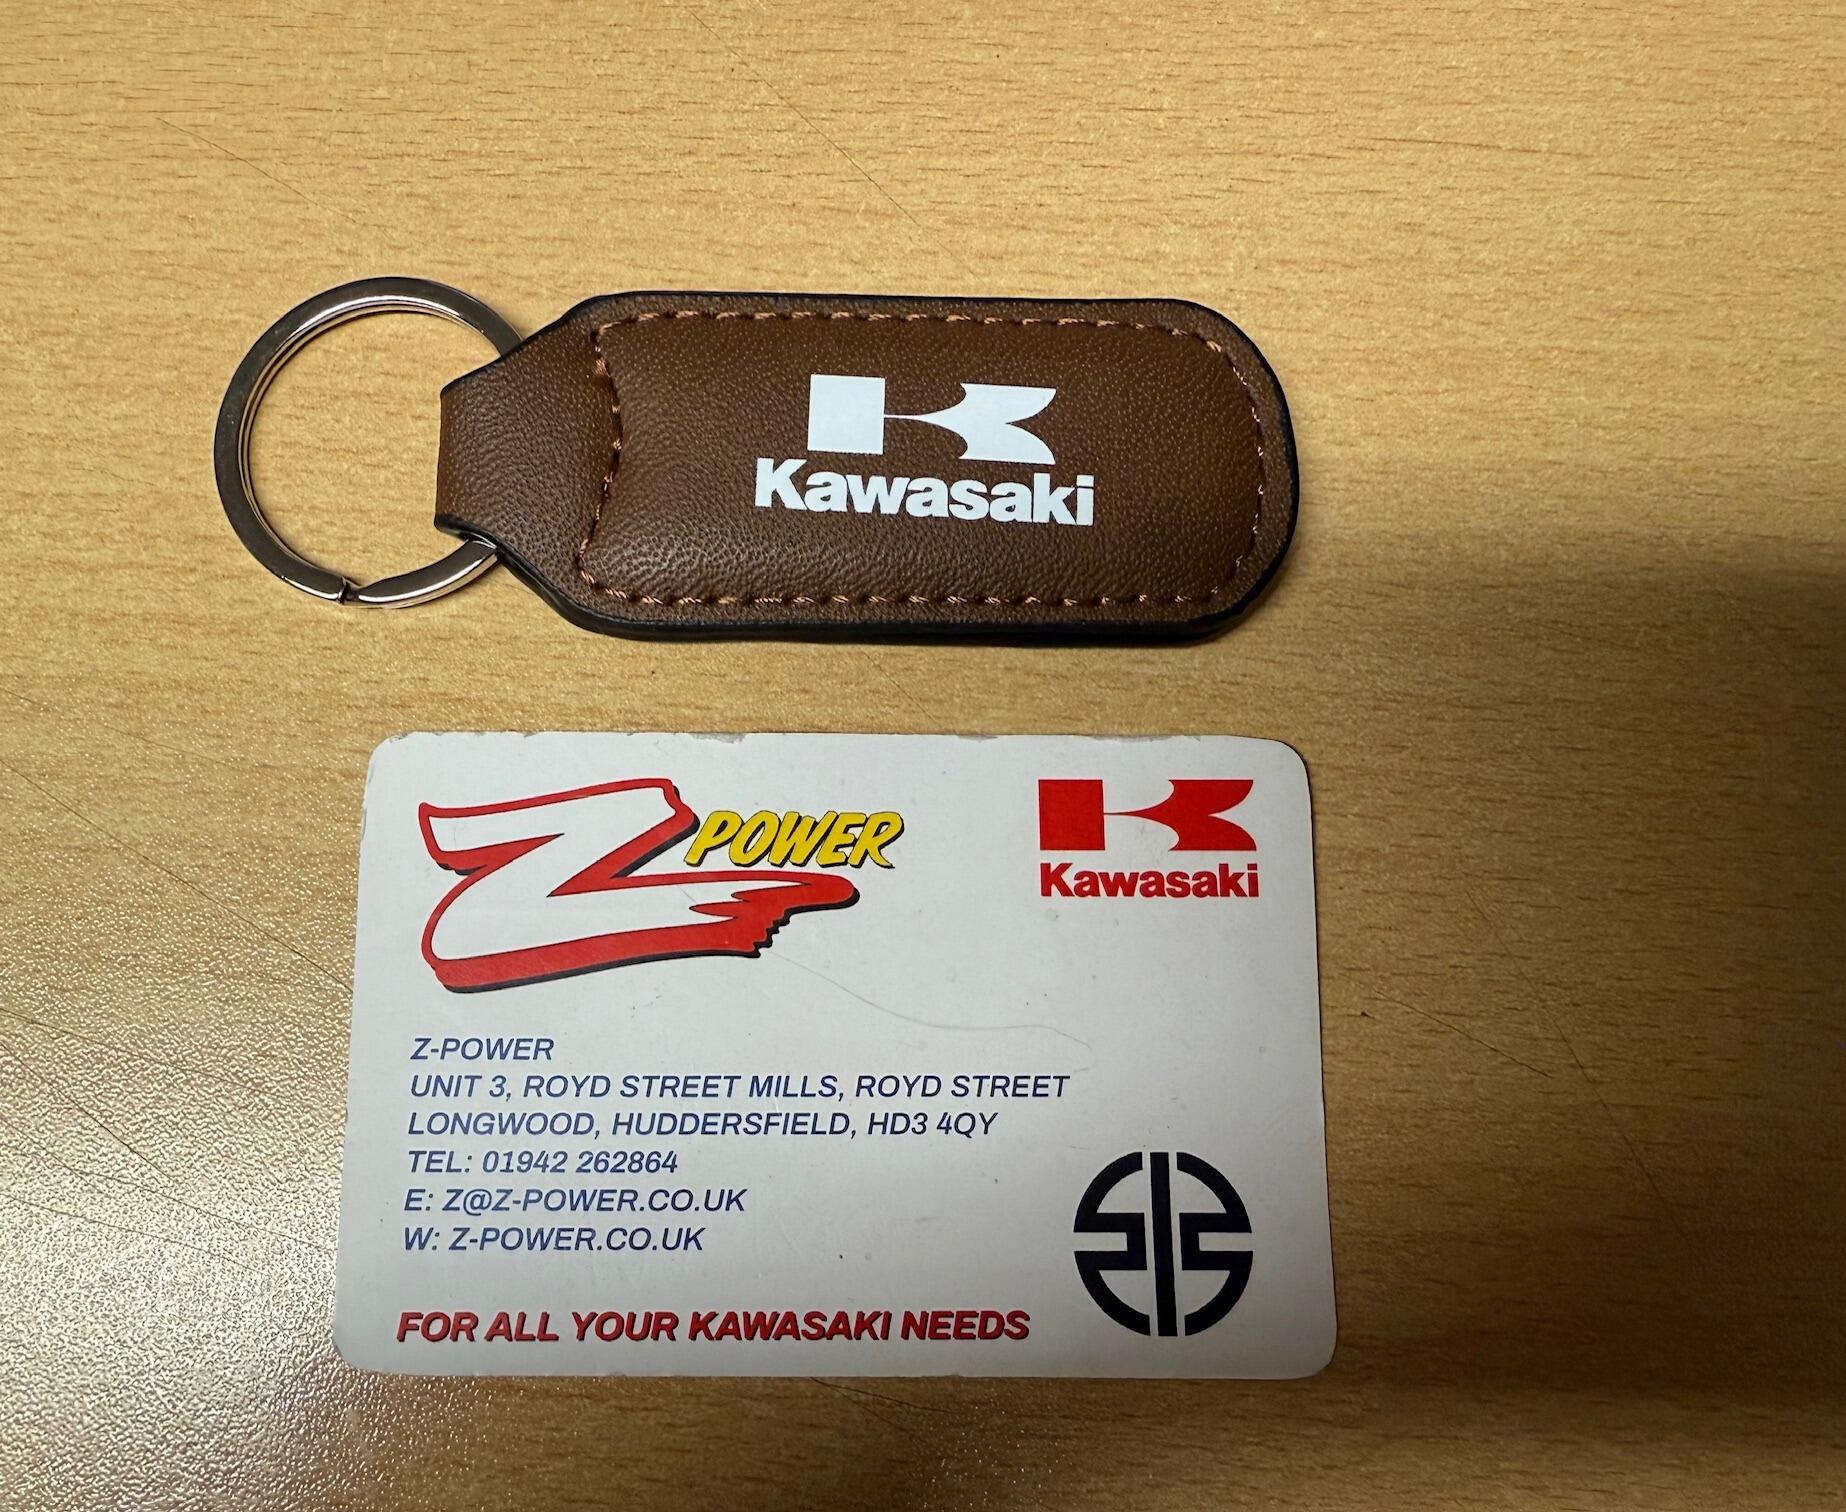 Kawasaki
Z POWER
Kawasaki
Z-POWER
UNIT 3, ROYD STREET MILLS, ROYD STREET
LONGWOOD, HUDDERSFIELD, HD3 4QY
TEL: 01942 262864
E: Z@Z-POWER.CO.UK
W: Z-POWER.CO.UK
FOR ALL YOUR KAWASAKI NEEDS